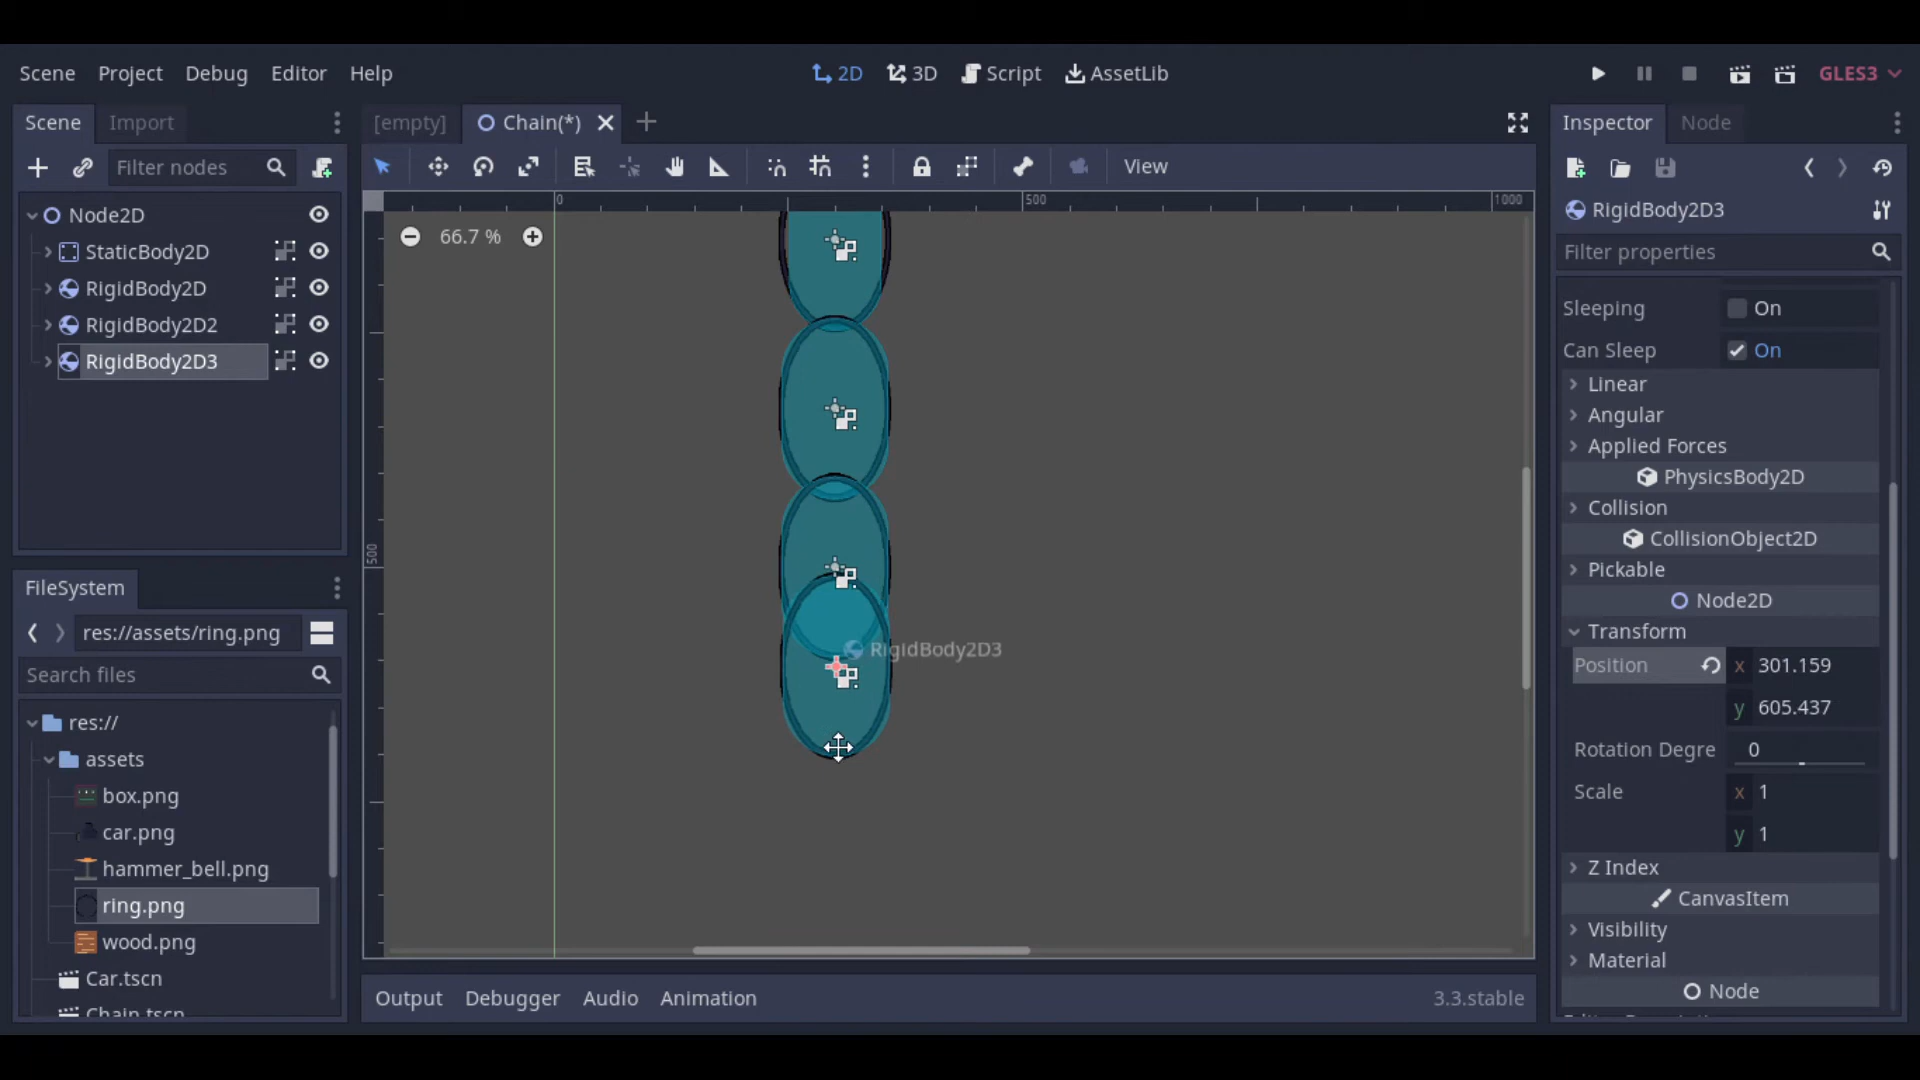 Scene Project Debug Editor Help
2D 3D Script AssetLib
GLES3
Scene Import
[empty] Chain(*)
Inspector Node
Filter nodes
View
RigidBody2D3
Filter properties
Node2D
StaticBody2D
RigidBody2D
RigidBody2D2
RigidBody2D3
0 500 1000
66.7 %
500
RigidBody2D3
Sleeping On
Can Sleep On
Linear
Angular
Applied Forces
PhysicsBody2D
Collision
CollisionObject2D
Pickable
Node2D
Transform
Position x 301.159
y 605.437
Rotation Degre 0
Scale x 1
y 1
Z Index
CanvasItem
Visibility
Material
Node
FileSystem
res://assets/ring.png
Search files
res://
assets
box.png
car.png
hammer_bell.png
ring.png
wood.png
Car.tscn
Chain.tscn
Output Debugger Audio Animation
3.3.stable